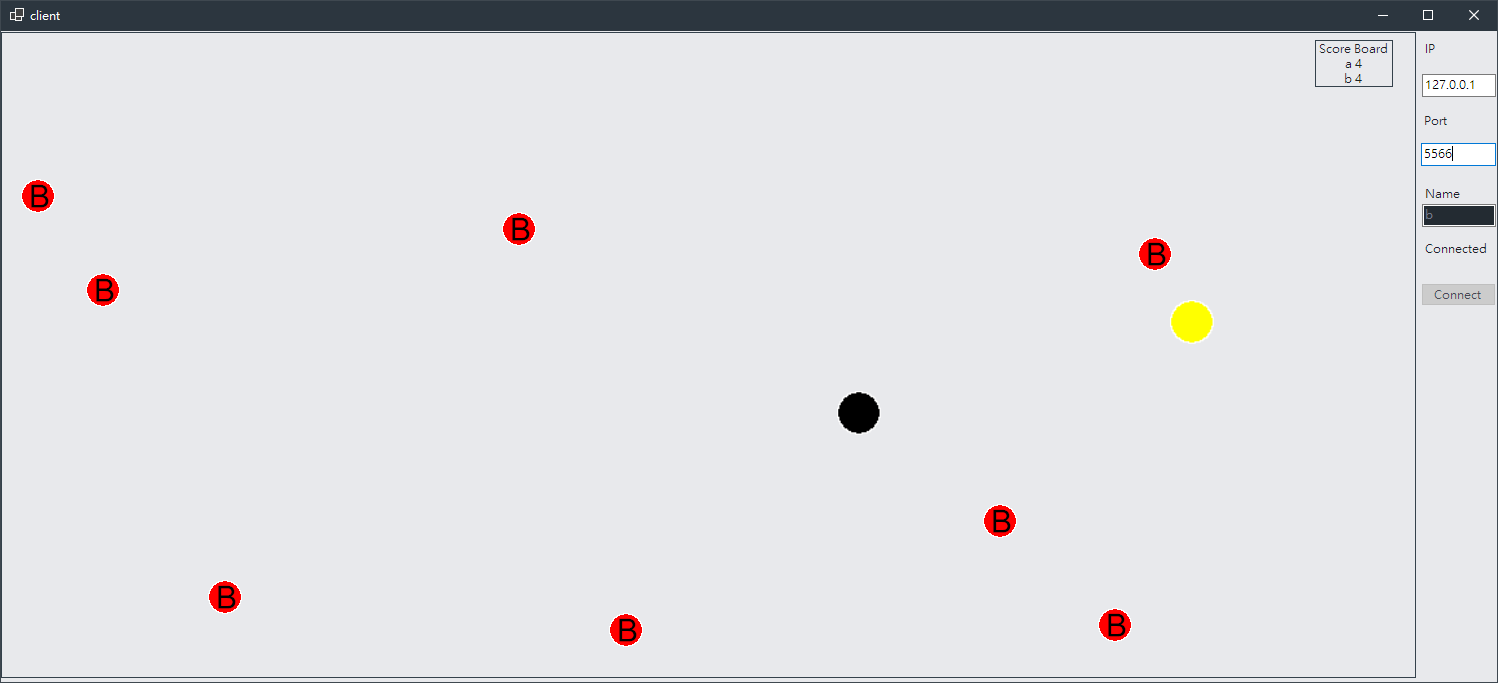 client
Score Board
a 4
b 4
IP
127.0.0.1
Port
5566
Name
b
Connected
Connect
B
B
B
B
B
B
B
B